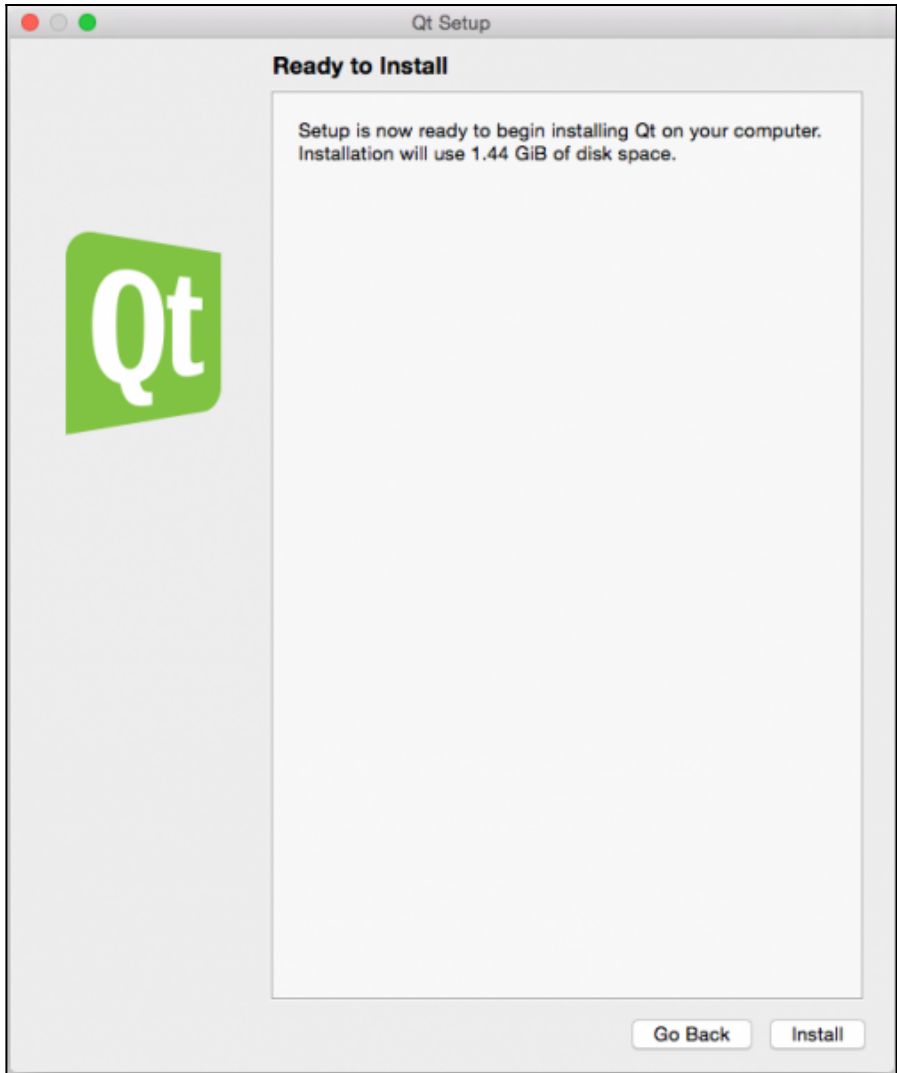 Qt Setup
Ready to Install
Setup is now ready to begin installing Qt on your computer.
Installation will use 1.44 GiB of disk space.
Qt
Go Back
Install